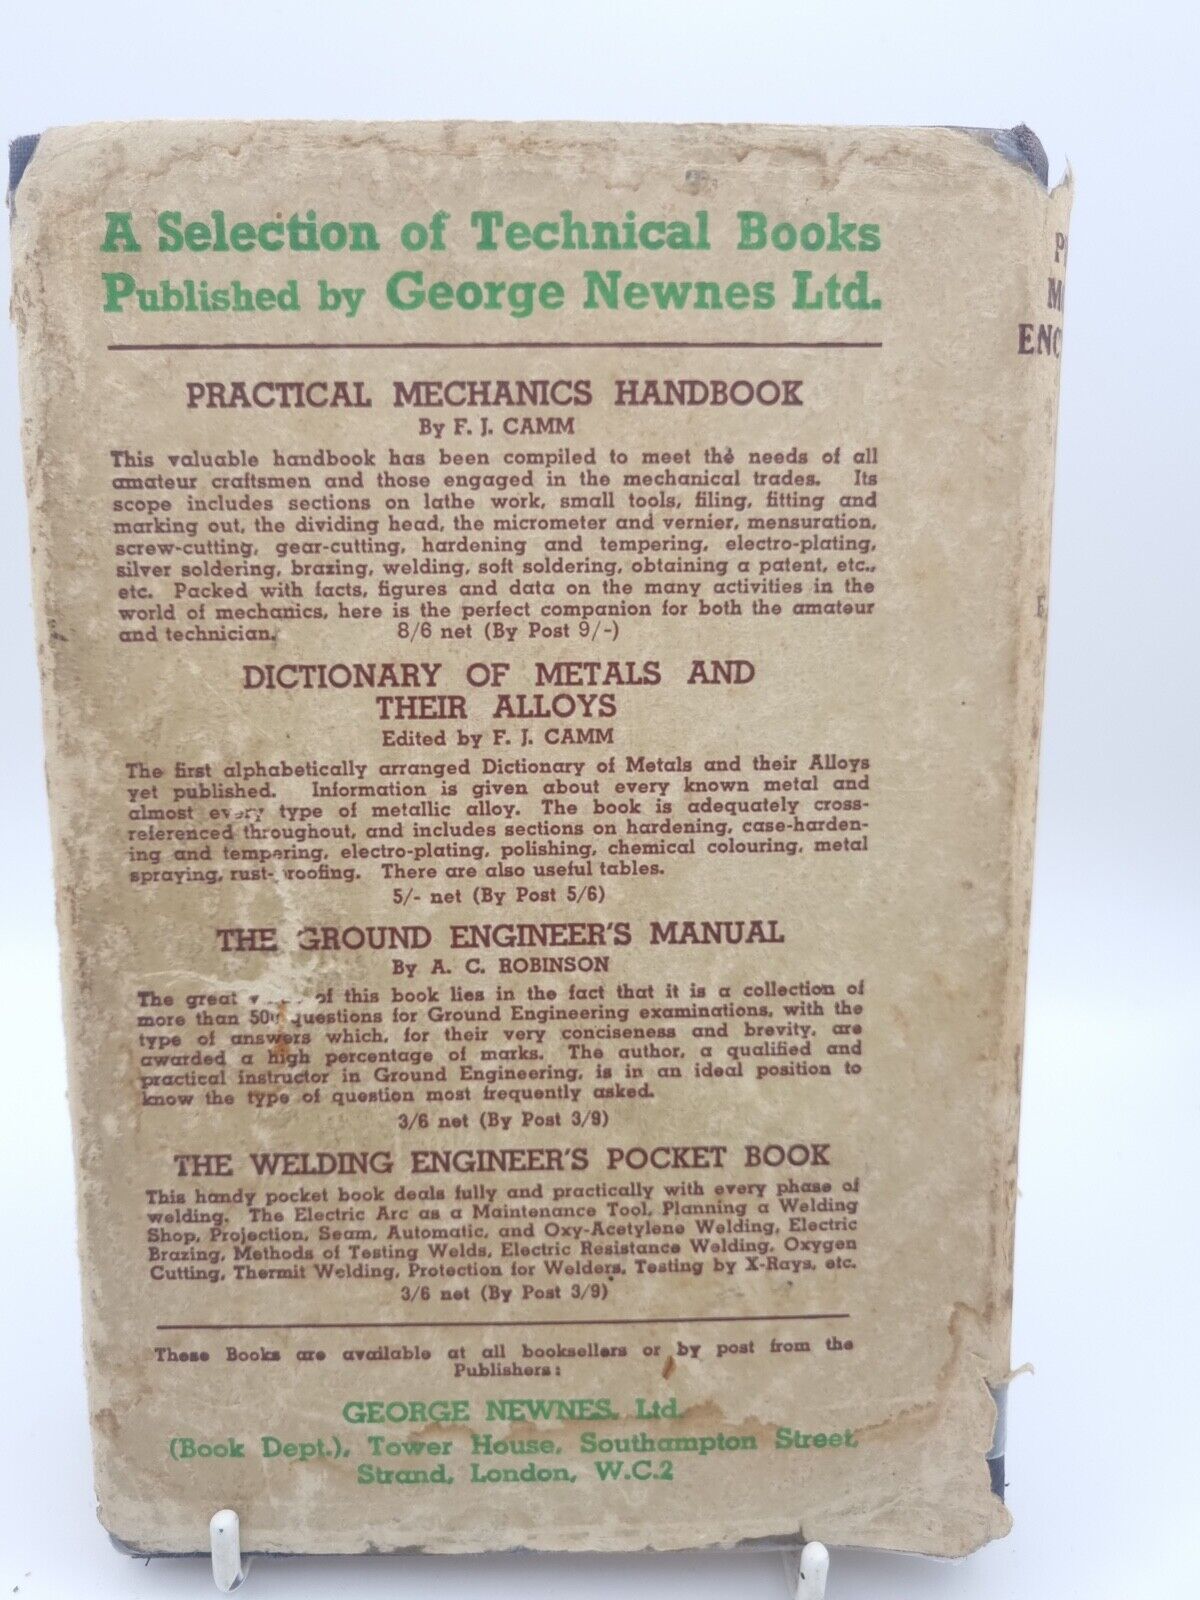 A Selection of Technical Books
Published by George Newnes Ltd.
PRACTICAL MECHANICS HANDBOOK
By F. J. CAMM
This valuable handbook has been compiled to meet the needs of all
amateur craftsmen and those engaged in the mechanical trades. Its
scope includes sections on lathe work, small tools, filing, fitting and
marking out, the dividing head, the micrometer and vernier, mensuration,
screw-cutting, gear-cutting, hardening and tempering, electro-plating,
silver soldering, brazing, welding, soft soldering, obtaining a patent, etc.,
etc. Packed with facts, figures and data on the many activities in the
world of mechanics, here is the perfect companion for both the amateur
and technician. 8/6 net (By Post 9/-)
DICTIONARY OF METALS AND
THEIR ALLOYS
Edited by F. J. CAMM
The first alphabetically arranged Dictionary of Metals and their Alloys
yet published. Information is given about every known metal and
almost every type of metallic alloy. The book is adequately cross-
referenced throughout, and includes sections on hardening, case-harden-
ing and tempering, electro-plating, polishing, chemical colouring, metal
spraying, rust-proofing. There are also useful tables.
5/- net (By Post 5/6)
THE GROUND ENGINEER'S MANUAL
By A. C. ROBINSON
The great of this book lies in the fact that it is a collection of
more than 500 questions for Ground Engineering examinations, with the
type of answers which, for their very conciseness and brevity, are
awarded a high percentage of marks. The author, a qualified and
practical instructor in Ground Engineering, is in an ideal position to
know the type of question most frequently asked.
3/6 net (By Post 3/9)
THE WELDING ENGINEER'S POCKET BOOK
This handy pocket book deals fully and practically with every phase of
welding. The Electric Arc as a Maintenance Tool, Planning a Welding
Shop, Projection, Seam, Automatic, and Oxy-Acetylene Welding, Electric
Brazing, Methods of Testing Welds, Electric Resistance Welding, Oxygen
Cutting, Thermit Welding, Protection for Welders, Testing by X-Rays, etc.
3/6 net (By Post 3/9)
These Books are available at all booksellers or by post from the
Publishers:
GEORGE NEWNES, Ltd.
(Book Dept.), Tower House, Southampton Street,
Strand, London, W.C.2